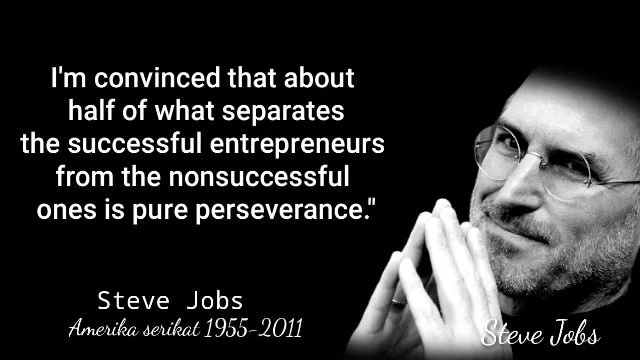 I'm convinced that about
half of what separates
the successful entrepreneurs
from the nonsuccessful
ones is pure perseverance."
Steve Jobs
Amerika serikat 1955-2011
Steve Jobs